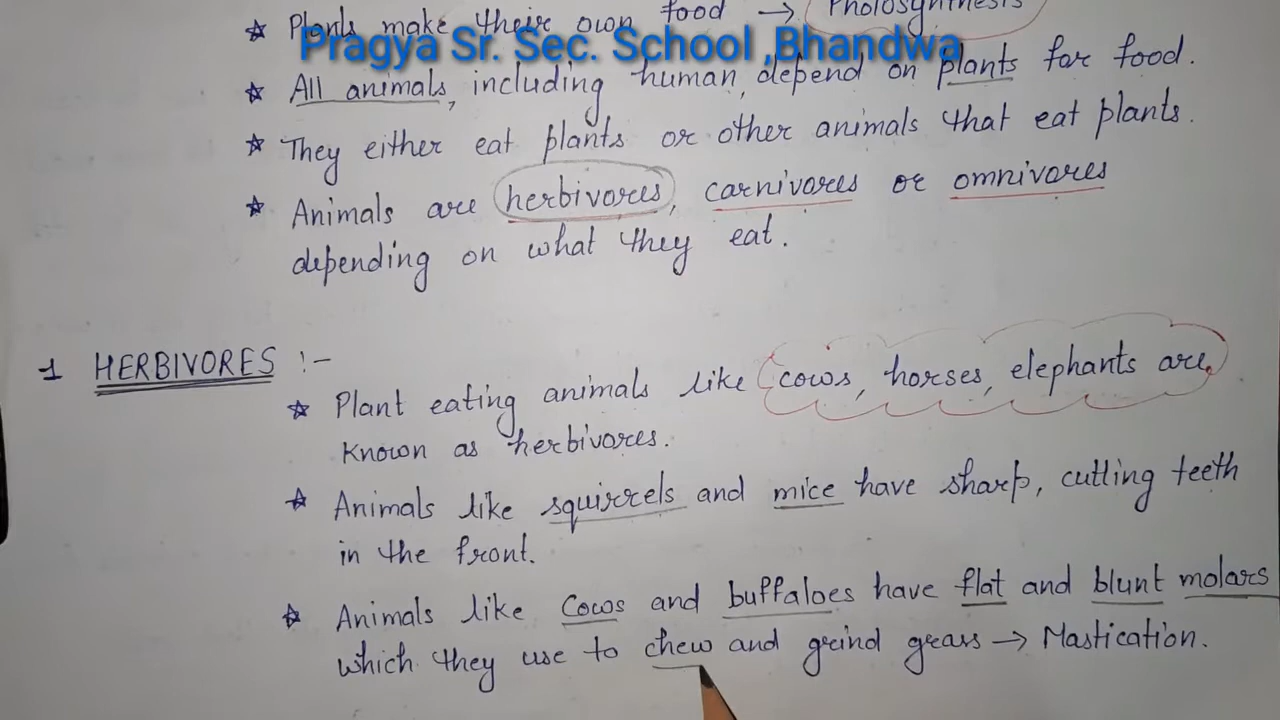 ☆ Plants make their own food → Photosynthesis
Pragya Sr. Sec. School ,Bhandwa
☆ All animals, including human, depend on plants for food.
☆ They either eat plants or other animals that eat plants.
☆ Animals are herbivores, carnivores or omnivores
depending on what they eat.
1 HERBIVORES :-
☆ Plant eating animals like cows, horses, elephants are
known as herbivores.
☆ Animals like squirrels and mice have sharp, cutting teeth
in the front.
☆ Animals like Cows and buffaloes have flat and blunt molars
which they use to chew and grind grass → Mastication.